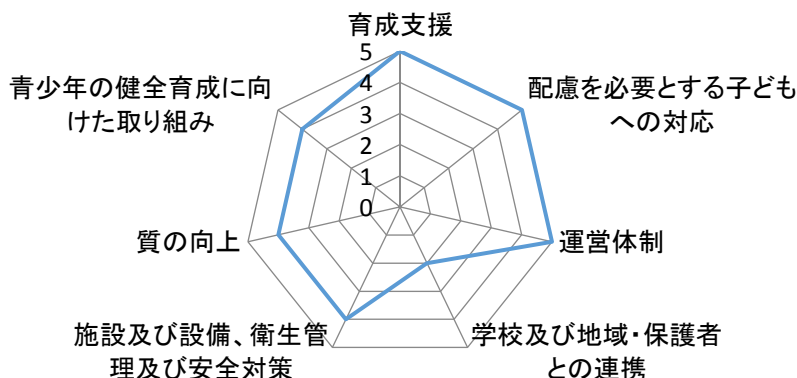 育成支援
5
4
3
2
1
0
配慮を必要とする子ども
への対応
運営体制
学校及び地域・保護者
との連携
施設及び設備、衛生管
理及び安全対策
質の向上
青少年の健全育成に向
けた取り組み